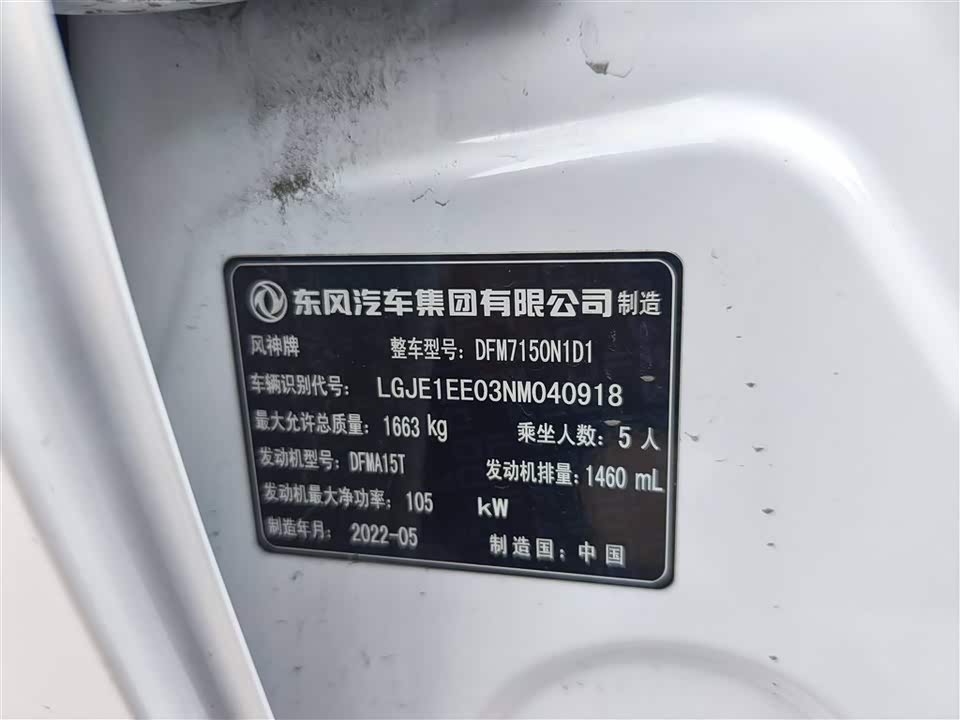 东风汽车集团有限公司 制造
风神牌 整车型号：DFM7150N1D1
车辆识别代号：LGJE1EE03NM040918
最大允许总质量：1663 kg 乘坐人数：5 人
发动机型号：DFMA15T 发动机排量：1460 mL
发动机最大净功率：105 kW
制造年月：2022-05 制造国：中国